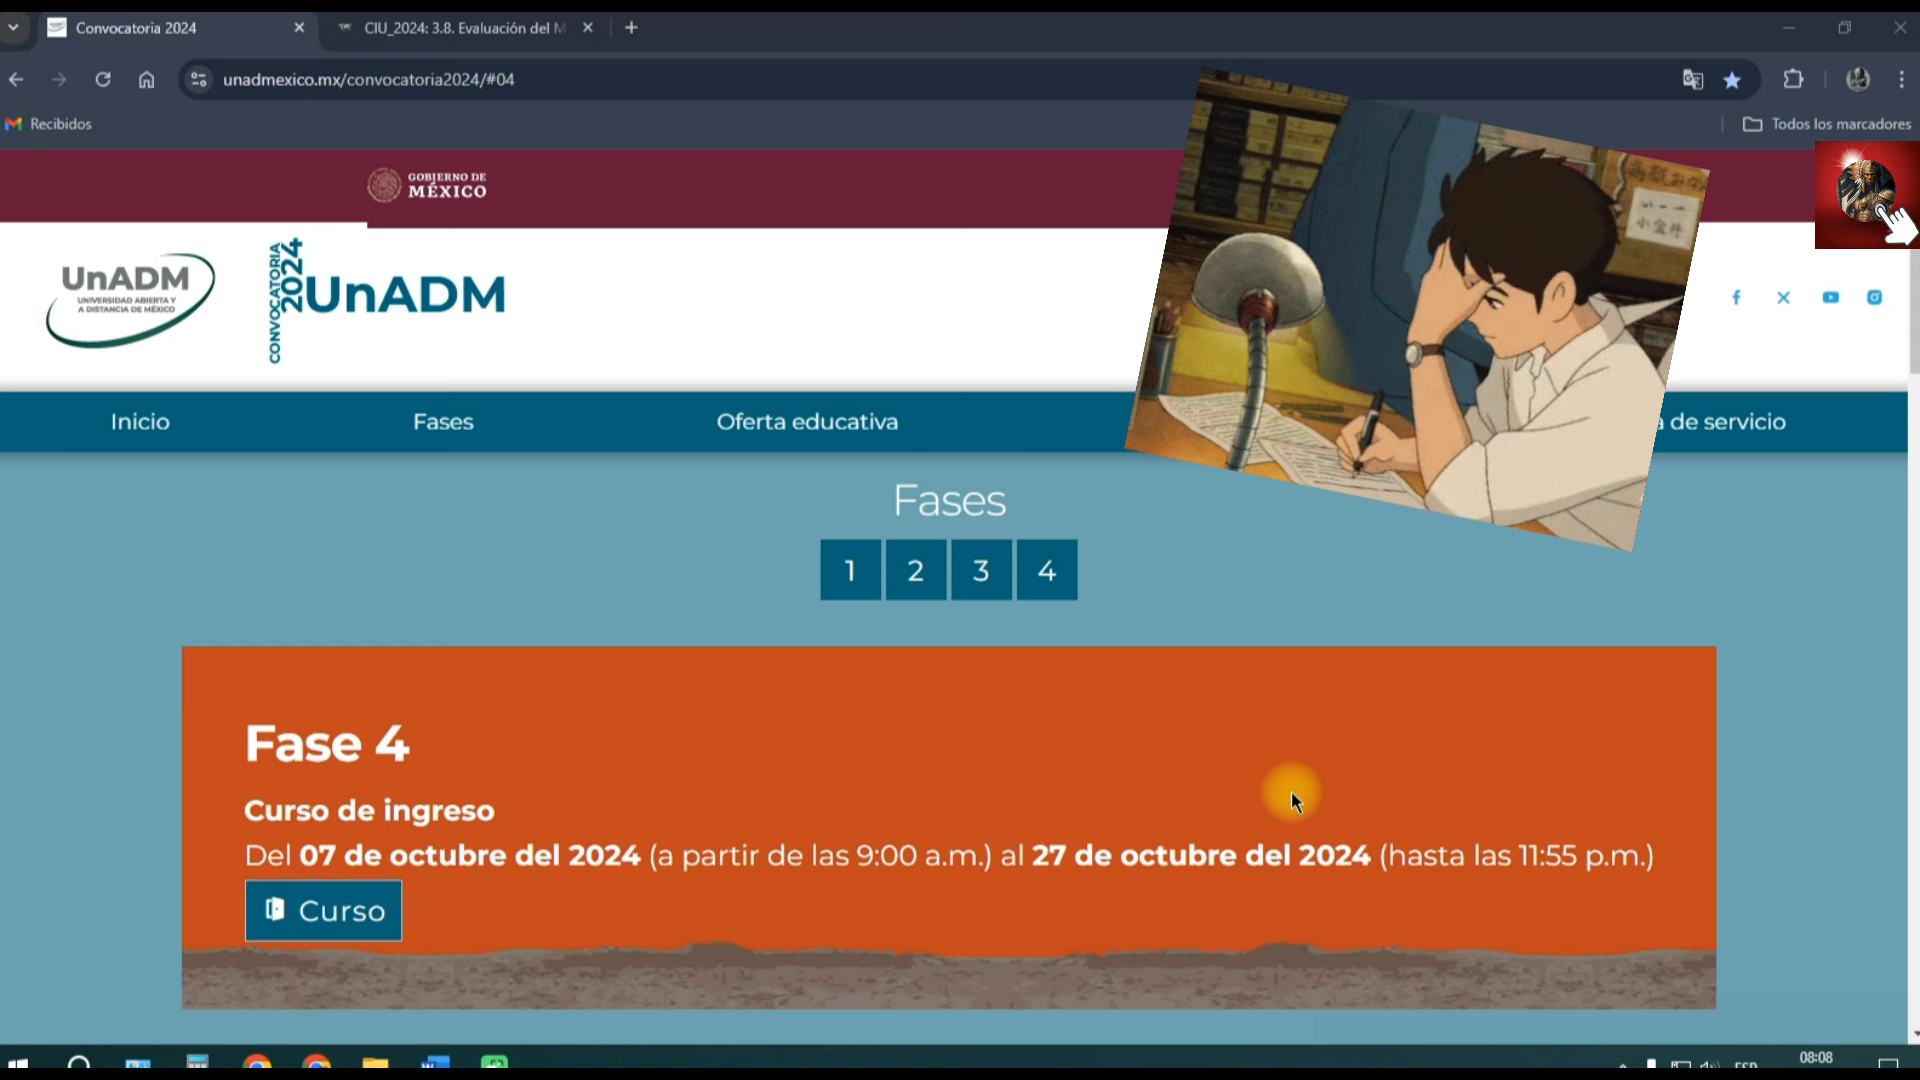 Convocatoria 2024
CIU_2024: 3.8. Evaluación del M
unadmexico.mx/convocatoria2024/#04
Recibidos
Todos los marcadores
GOBIERNO DE
MÉXICO
UnADM
UNIVERSIDAD ABIERTA Y
A DISTANCIA DE MÉXICO
CONVOCATORIA
2024
UnADM
Inicio
Fases
Oferta educativa
de servicio
Fases
1
2
3
4
Fase 4
Curso de ingreso
Del 07 de octubre del 2024 (a partir de las 9:00 a.m.) al 27 de octubre del 2024 (hasta las 11:55 p.m.)
Curso
08:08